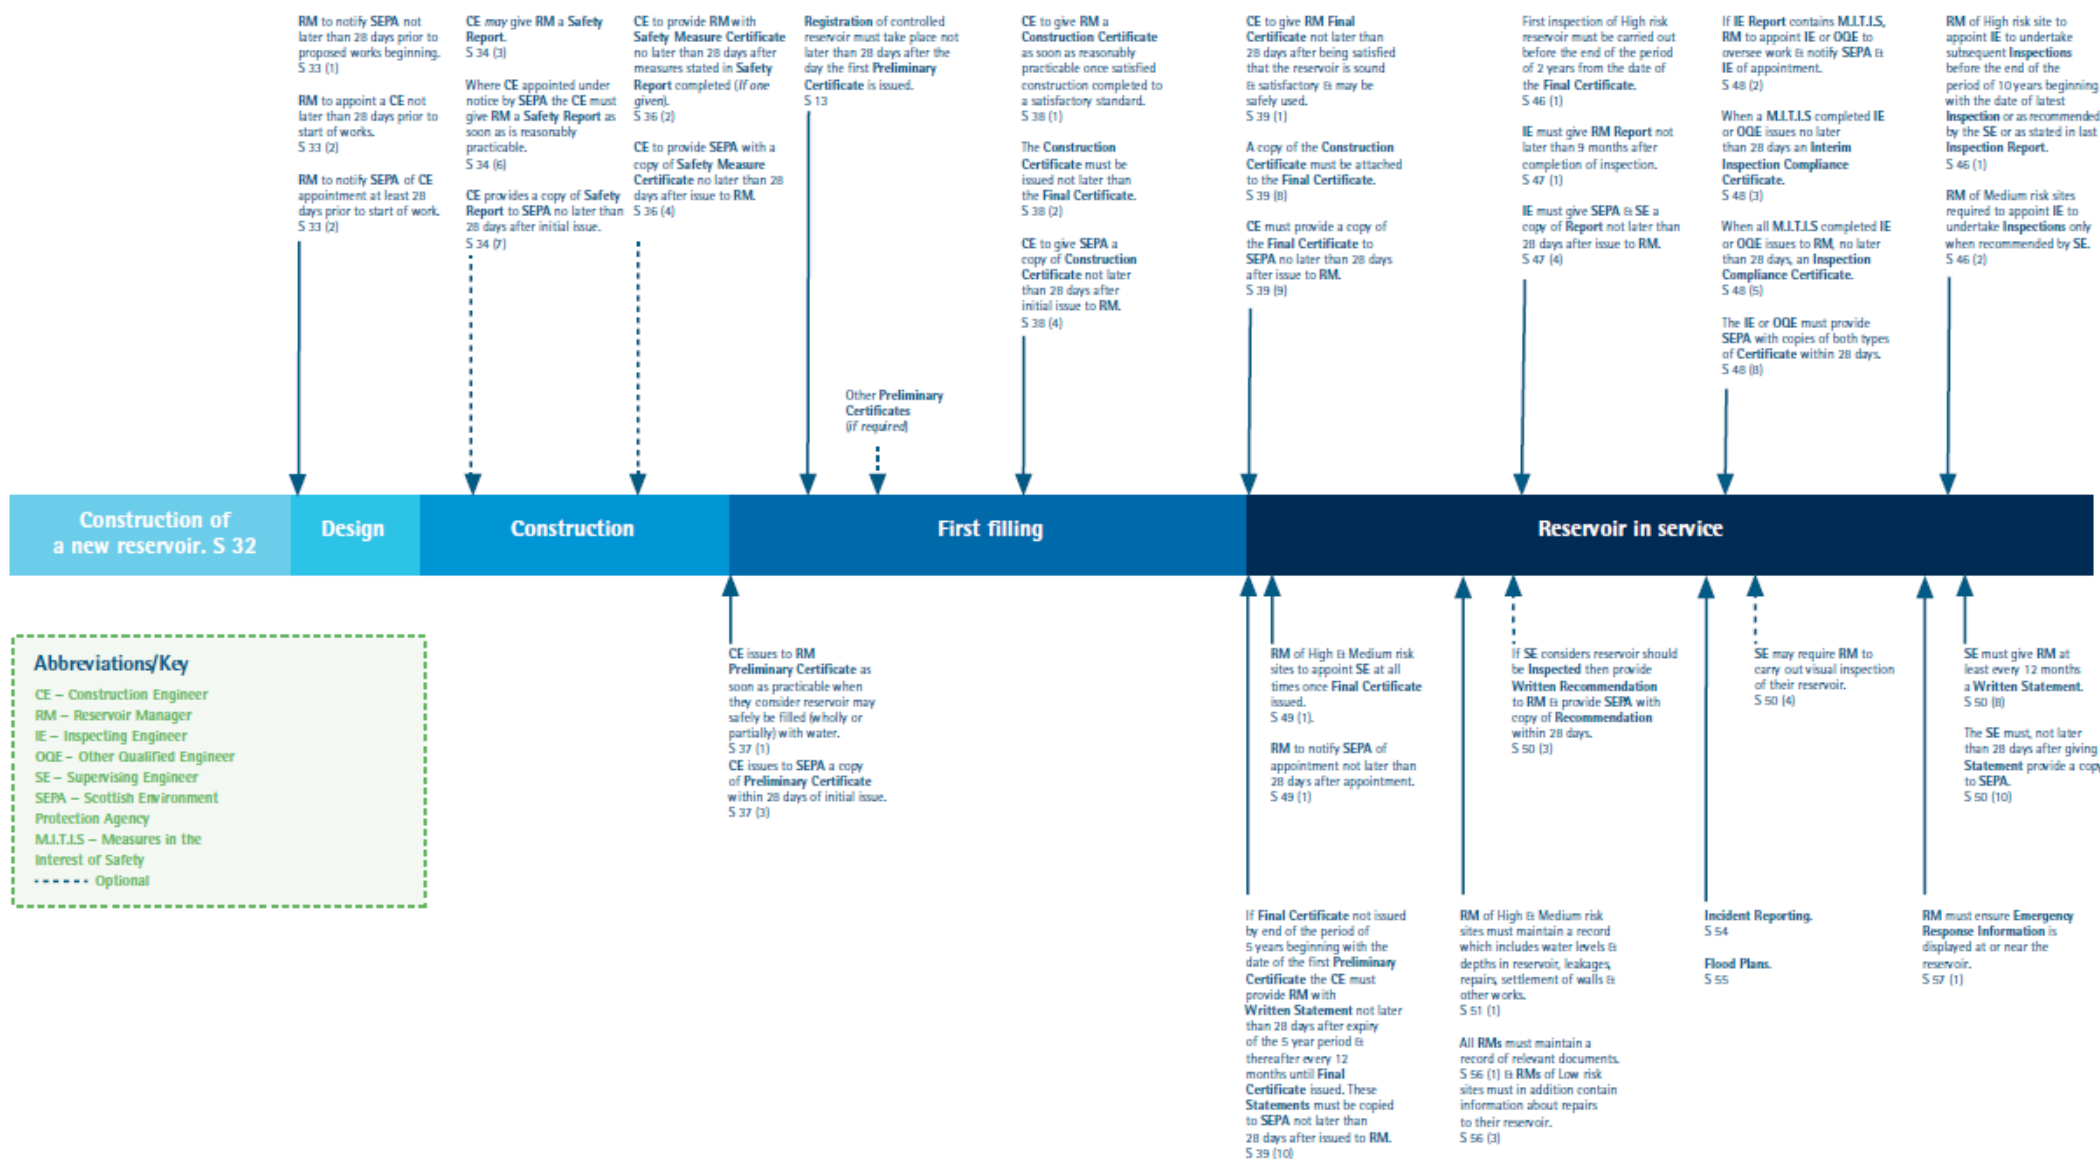 RM to notify SEPA not
later than 28 days prior to
proposed works beginning.
S 33 (1)
RM to appoint a CE not
later than 28 days prior to
start of works.
S 33 (2)
RM to notify SEPA of CE
appointment at least 28
days prior to start of work.
S 33 (2)
CE may give RM a Safety
Report.
S 34 (3)
Where CE appointed under
notice by SEPA the CE must
give RM a Safety Report as
soon as is reasonably
practicable.
S 34 (6)
CE provides a copy of Safety
Report to SEPA no later than
28 days after initial issue.
S 34 (7)
CE to provide RM with
Safety Measure Certificate
no later than 28 days after
measures stated in Safety
Report completed (If one
given).
S 36 (2)
CE to provide SEPA with a
copy of Safety Measure
Certificate no later than 28
days after issue to RM.
S 36 (4)
Registration of controlled
reservoir must take place not
later than 28 days after the
day the first Preliminary
Certificate is issued.
S 13
Other Preliminary
Certificates
(if required)
CE to give RM a
Construction Certificate
as soon as reasonably
practicable once satisfied
construction completed to
a satisfactory standard.
S 38 (1)
The Construction
Certificate must be
issued not later than
the Final Certificate.
S 38 (2)
CE to give SEPA a
copy of Construction
Certificate not later
than 28 days after
initial issue to RM.
S 38 (4)
CE to give RM Final
Certificate not later than
28 days after being satisfied
that the reservoir is sound
& satisfactory & may be
safely used.
S 39 (1)
A copy of the Construction
Certificate must be attached
to the Final Certificate.
S 39 (8)
CE must provide a copy of
the Final Certificate to
SEPA no later than 28 days
after issue to RM.
S 39 (9)
First inspection of High risk
reservoir must be carried out
before the end of the period
of 2 years from the date of
the Final Certificate.
S 46 (1)
IE must give RM Report not
later than 9 months after
completion of inspection.
S 47 (1)
IE must give SEPA & SE a
copy of Report not later than
28 days after issue to RM.
S 47 (4)
If IE Report contains M.I.T.I.S,
RM to appoint IE or OQE to
oversee work & notify SEPA &
IE of appointment.
S 48 (2)
When a M.I.T.I.S completed IE
or OQE issues no later
than 28 days an Interim
Inspection Compliance
Certificate.
S 48 (3)
When all M.I.T.I.S completed IE
or OQE issues to RM, no later
than 28 days, an Inspection
Compliance Certificate.
S 48 (5)
The IE or OQE must provide
SEPA with copies of both types
of Certificate within 28 days.
S 48 (8)
RM of High risk site to
appoint IE to undertake
subsequent Inspections
before the end of the
period of 10 years beginning
with the date of latest
Inspection or as recommended
by the SE or as stated in last
Inspection Report.
S 46 (1)
RM of Medium risk sites
required to appoint IE to
undertake Inspections only
when recommended by SE.
S 46 (2)
Construction of
a new reservoir. S 32
Design
Construction
First filling
Reservoir in service
Abbreviations/Key
CE – Construction Engineer
RM – Reservoir Manager
IE – Inspecting Engineer
OQE – Other Qualified Engineer
SE – Supervising Engineer
SEPA – Scottish Environment
Protection Agency
M.I.T.I.S – Measures in the
Interest of Safety
------ Optional
CE issues to RM
Preliminary Certificate as
soon as practicable when
they consider reservoir may
safely be filled (wholly or
partially) with water.
S 37 (1)
CE issues to SEPA a copy
of Preliminary Certificate
within 28 days of initial issue.
S 37 (3)
RM of High & Medium risk
sites to appoint SE at all
times once Final Certificate
issued.
S 49 (1).
RM to notify SEPA of
appointment not later than
28 days after appointment.
S 49 (1)
If SE considers reservoir should
be Inspected then provide
Written Recommendation
to RM & provide SEPA with
copy of Recommendation
within 28 days.
S 50 (3)
SE may require RM to
carry out visual inspection
of their reservoir.
S 50 (4)
SE must give RM at
least every 12 months
a Written Statement.
S 50 (8)
The SE must, not later
than 28 days after giving
Statement provide a copy
to SEPA.
S 50 (10)
If Final Certificate not issued
by end of the period of
5 years beginning with the
date of the first Preliminary
Certificate the CE must
provide RM with
Written Statement not later
than 28 days after expiry
of the 5 year period &
thereafter every 12
months until Final
Certificate issued. These
Statements must be copied
to SEPA not later than
28 days after issued to RM.
S 39 (10)
RM of High & Medium risk
sites must maintain a record
which includes water levels &
depths in reservoir, leakages,
repairs, settlement of walls &
other works.
S 51 (1)
All RMs must maintain a
record of relevant documents.
S 56 (1) & RMs of Low risk
sites must in addition contain
information about repairs
to their reservoir.
S 56 (3)
Incident Reporting.
S 54
Flood Plans.
S 55
RM must ensure Emergency
Response Information is
displayed at or near the
reservoir.
S 57 (1)